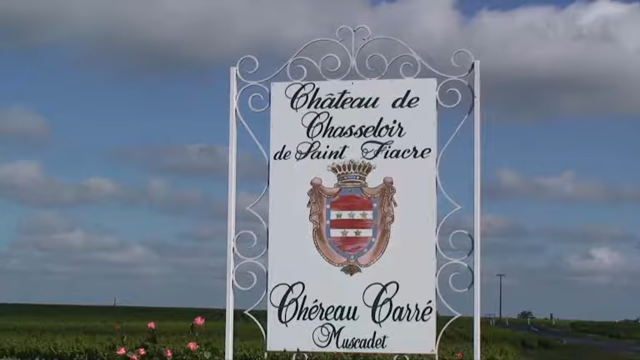 Château de
Chasseloir
de Saint Fiacre
Chéreau Carré
Muscadet